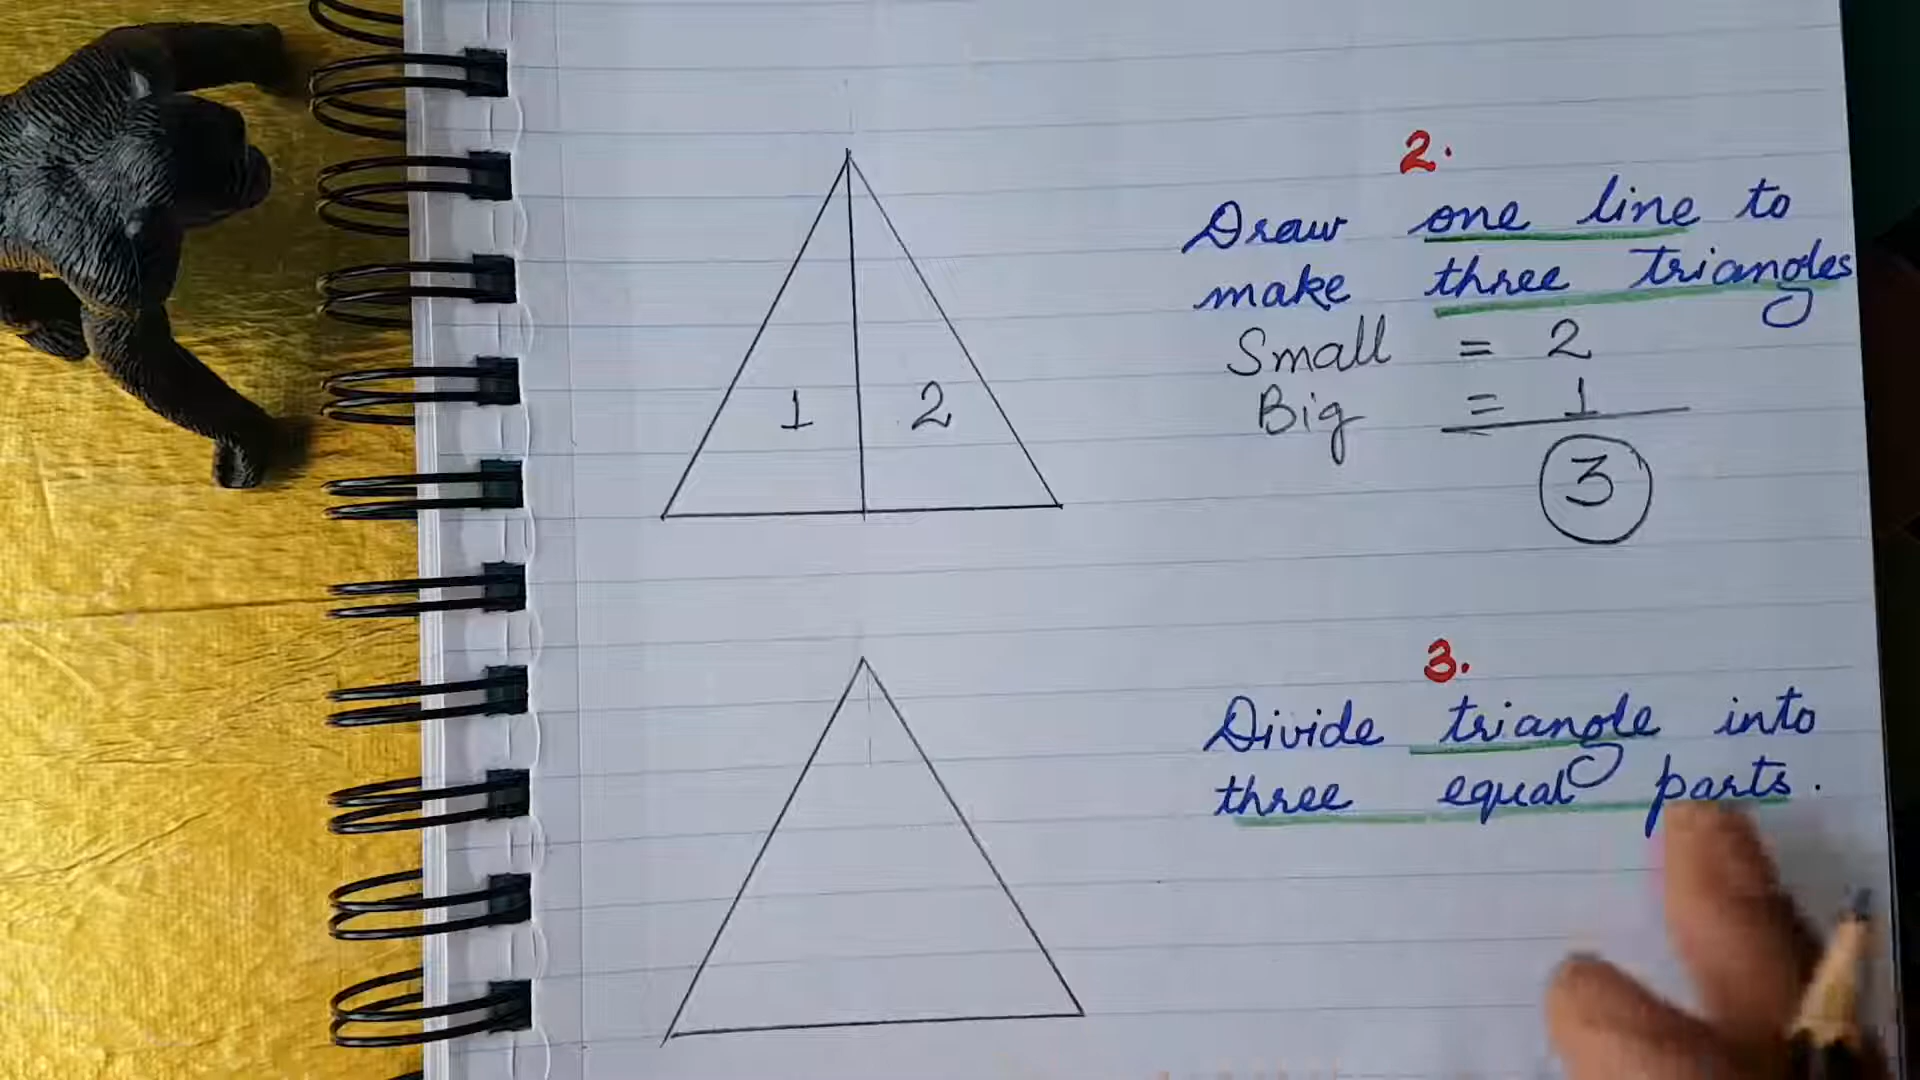 2.
Draw one line to
make three triangles
Small = 2
Big = 1
3
1 2
3.
Divide triangle into
three equal parts.